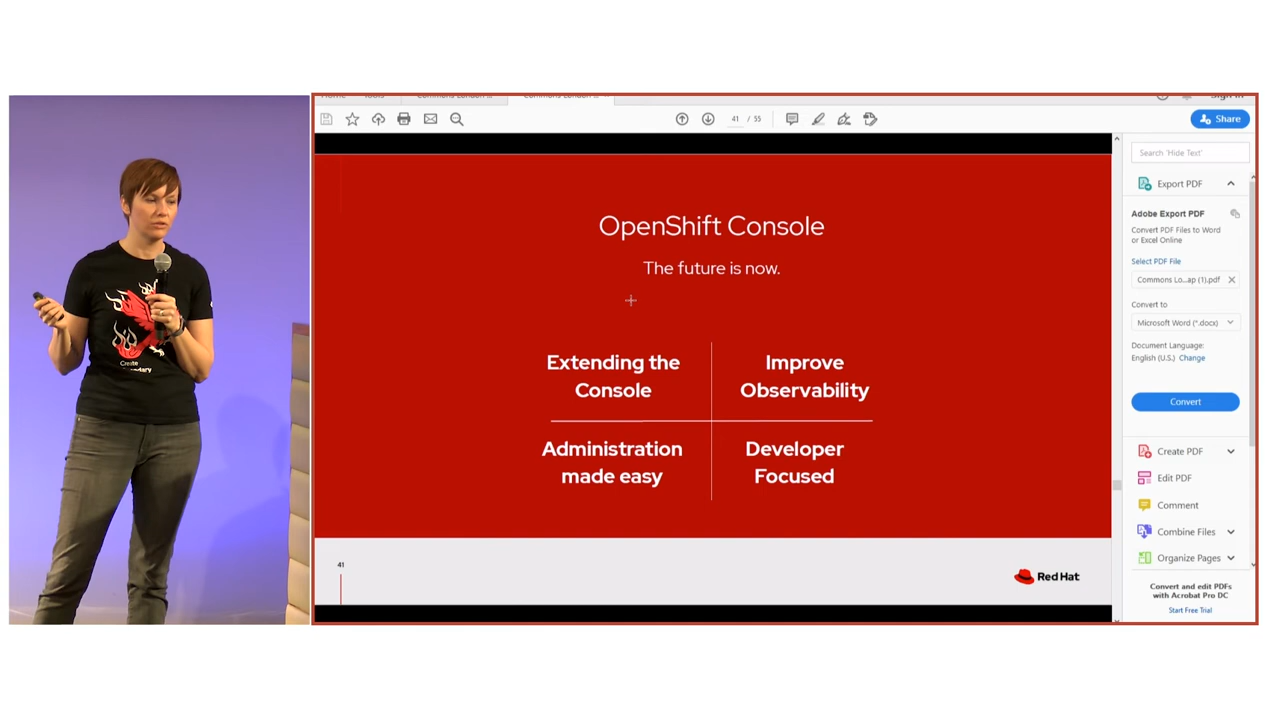 41 / 55
Share
Search 'Hide Text'
Export PDF
Adobe Export PDF
Convert PDF Files to Word
or Excel Online
Select PDF File
Commons Lo...ap (1).pdf
Convert to
Microsoft Word (*.docx)
Document Language:
English (U.S.) Change
Convert
Create PDF
Edit PDF
Comment
Combine Files
Organize Pages
Convert and edit PDFs
with Acrobat Pro DC
Start Free Trial
OpenShift Console
The future is now.
Extending the
Console
Improve
Observability
Administration
made easy
Developer
Focused
41
Red Hat
Create